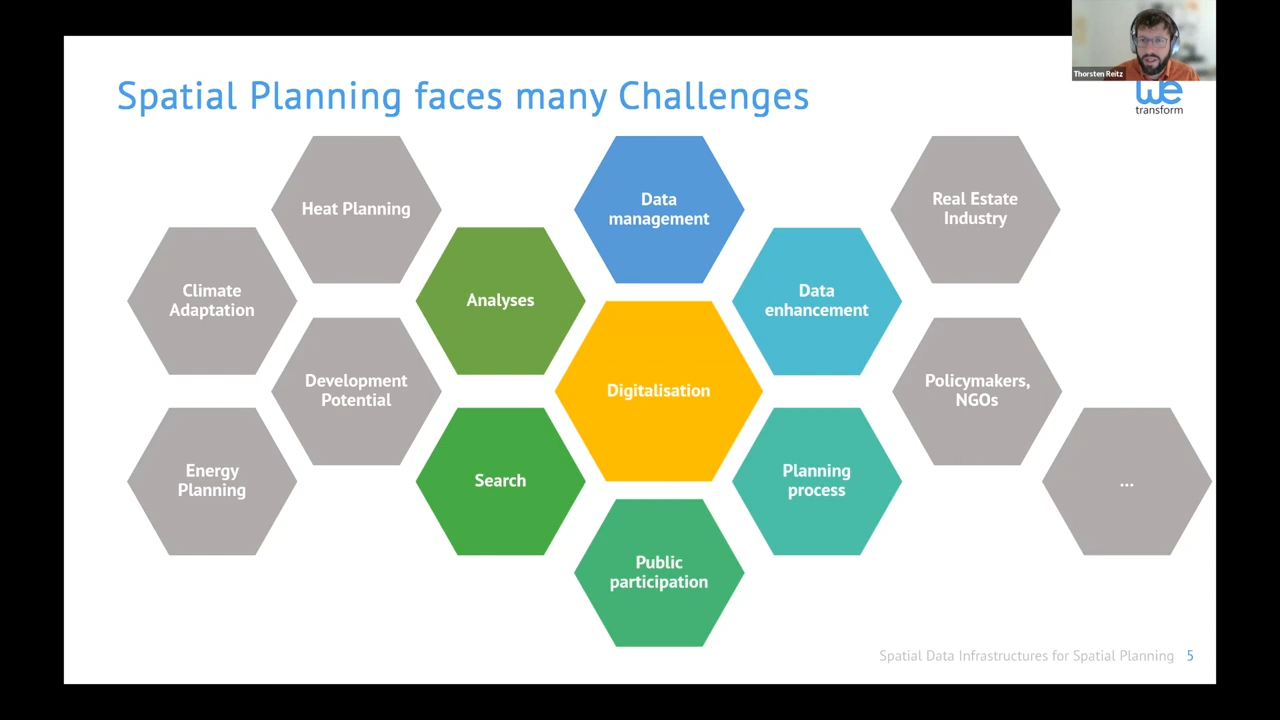 Thorsten Reitz
Spatial Planning faces many Challenges
we
transform
Heat Planning
Data
management
Real Estate
Industry
Climate
Adaptation
Analyses
Data
enhancement
Development
Potential
Digitalisation
Policymakers,
NGOs
Energy
Planning
Search
Planning
process
...
Public
participation
Spatial Data Infrastructures for Spatial Planning 5